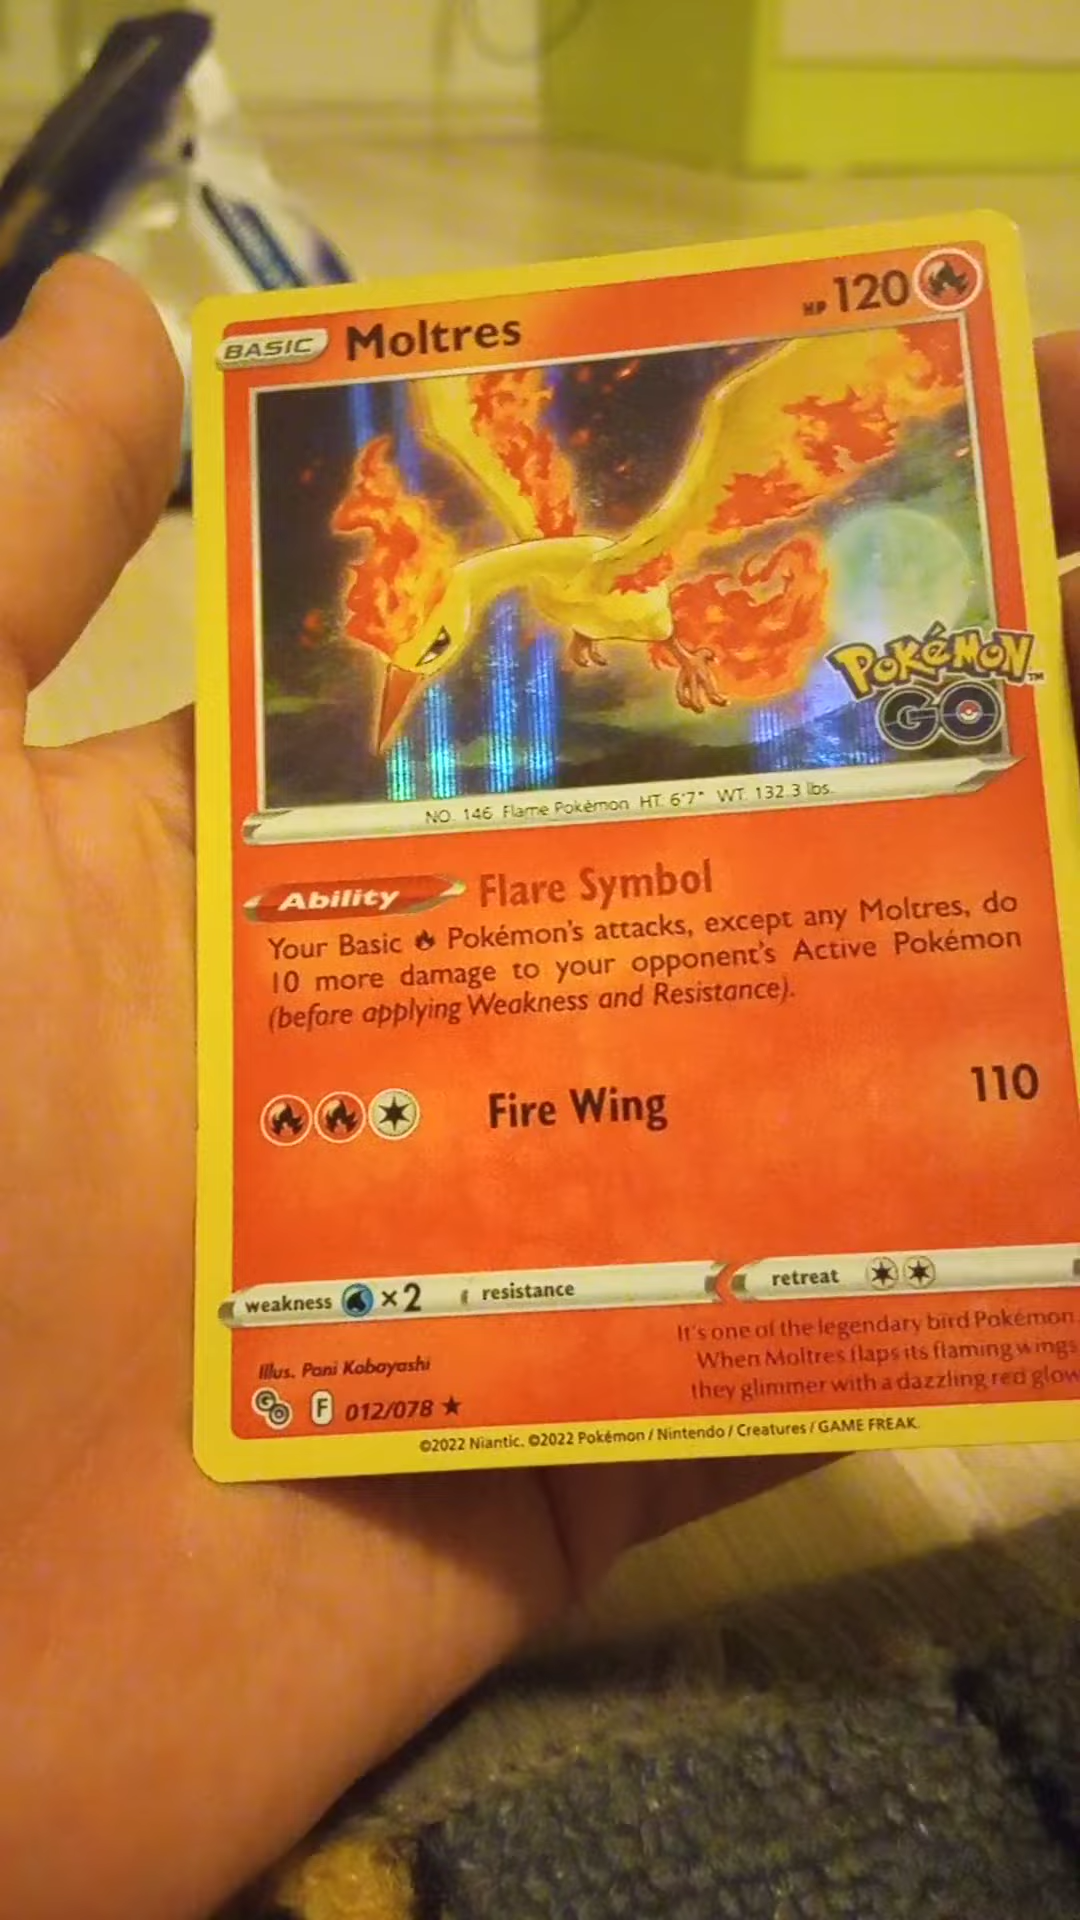 BASIC Moltres HP 120
POKéMON™
GO
NO. 146 Flame Pokémon HT. 6'7" WT. 132.3 lbs.
Ability Flare Symbol
Your Basic Pokémon's attacks, except any Moltres, do
10 more damage to your opponent's Active Pokémon
(before applying Weakness and Resistance).
Fire Wing 110
weakness ×2 resistance retreat
It's one of the legendary bird Pokémon.
When Moltres flaps its flaming wings,
they glimmer with a dazzling red glow
Illus. Pani Kobayashi
GO F 012/078 ★
©2022 Niantic. ©2022 Pokémon / Nintendo / Creatures / GAME FREAK.